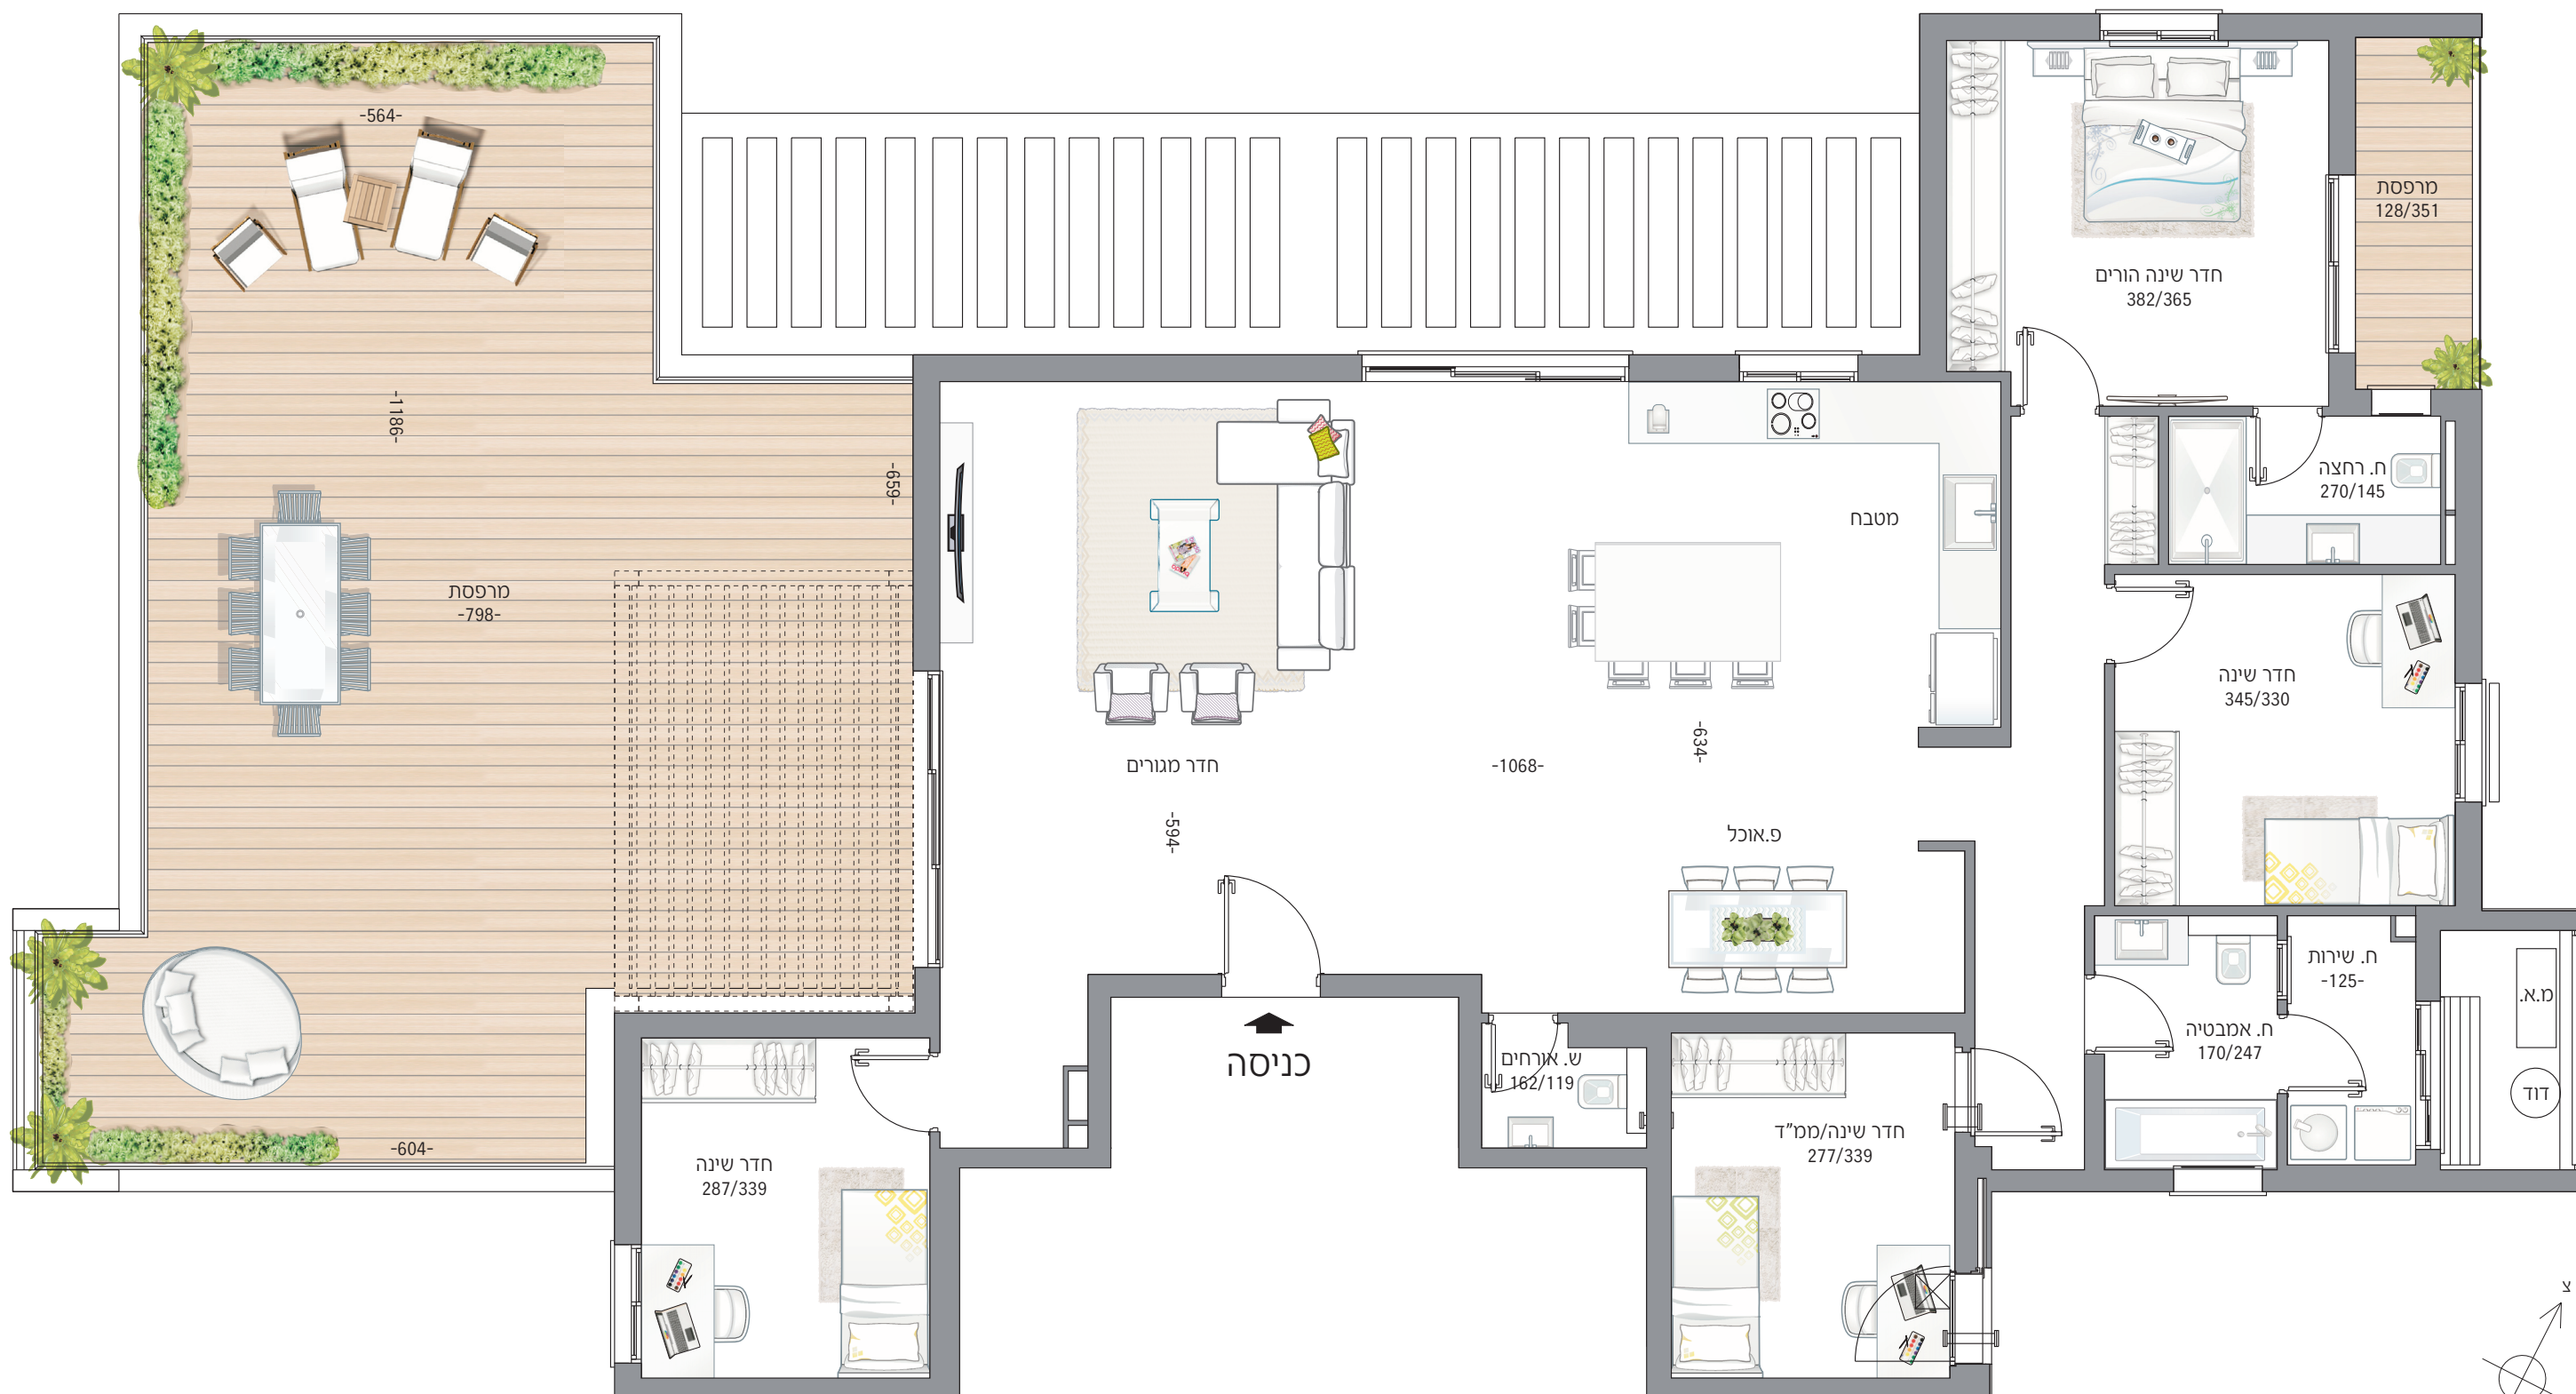 -564-
מרפסת
128/351
חדר שינה הורים
382/365
-1186-
-659-
ח. רחצה
270/145
מטבח
מרפסת
-798-
חדר שינה
345/330
חדר מגורים
-1068-
-634-
-594-
פ.אוכל
ח. שירות
-125-
מ.א.
ח. אמבטיה
170/247
כניסה
ש. אורחים
162/119
דוד
-604-
חדר שינה
287/339
חדר שינה/ממ"ד
277/339
צ